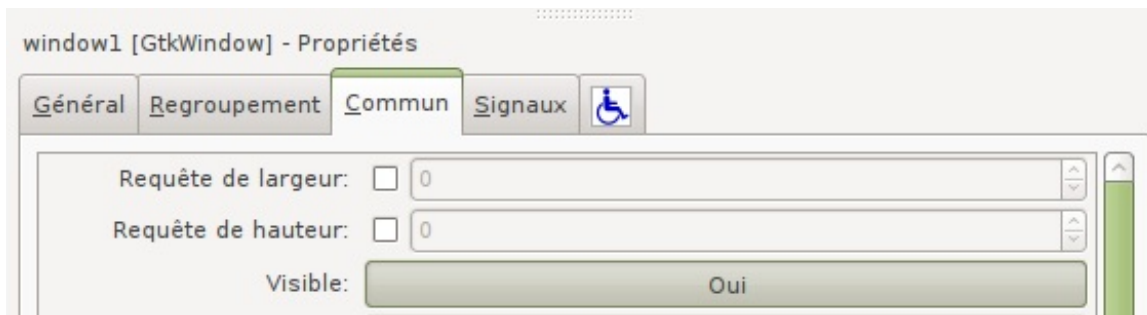 window1 [GtkWindow] - Propriétés
Général Regroupement Commun Signaux
Requête de largeur: 0
Requête de hauteur: 0
Visible: Oui